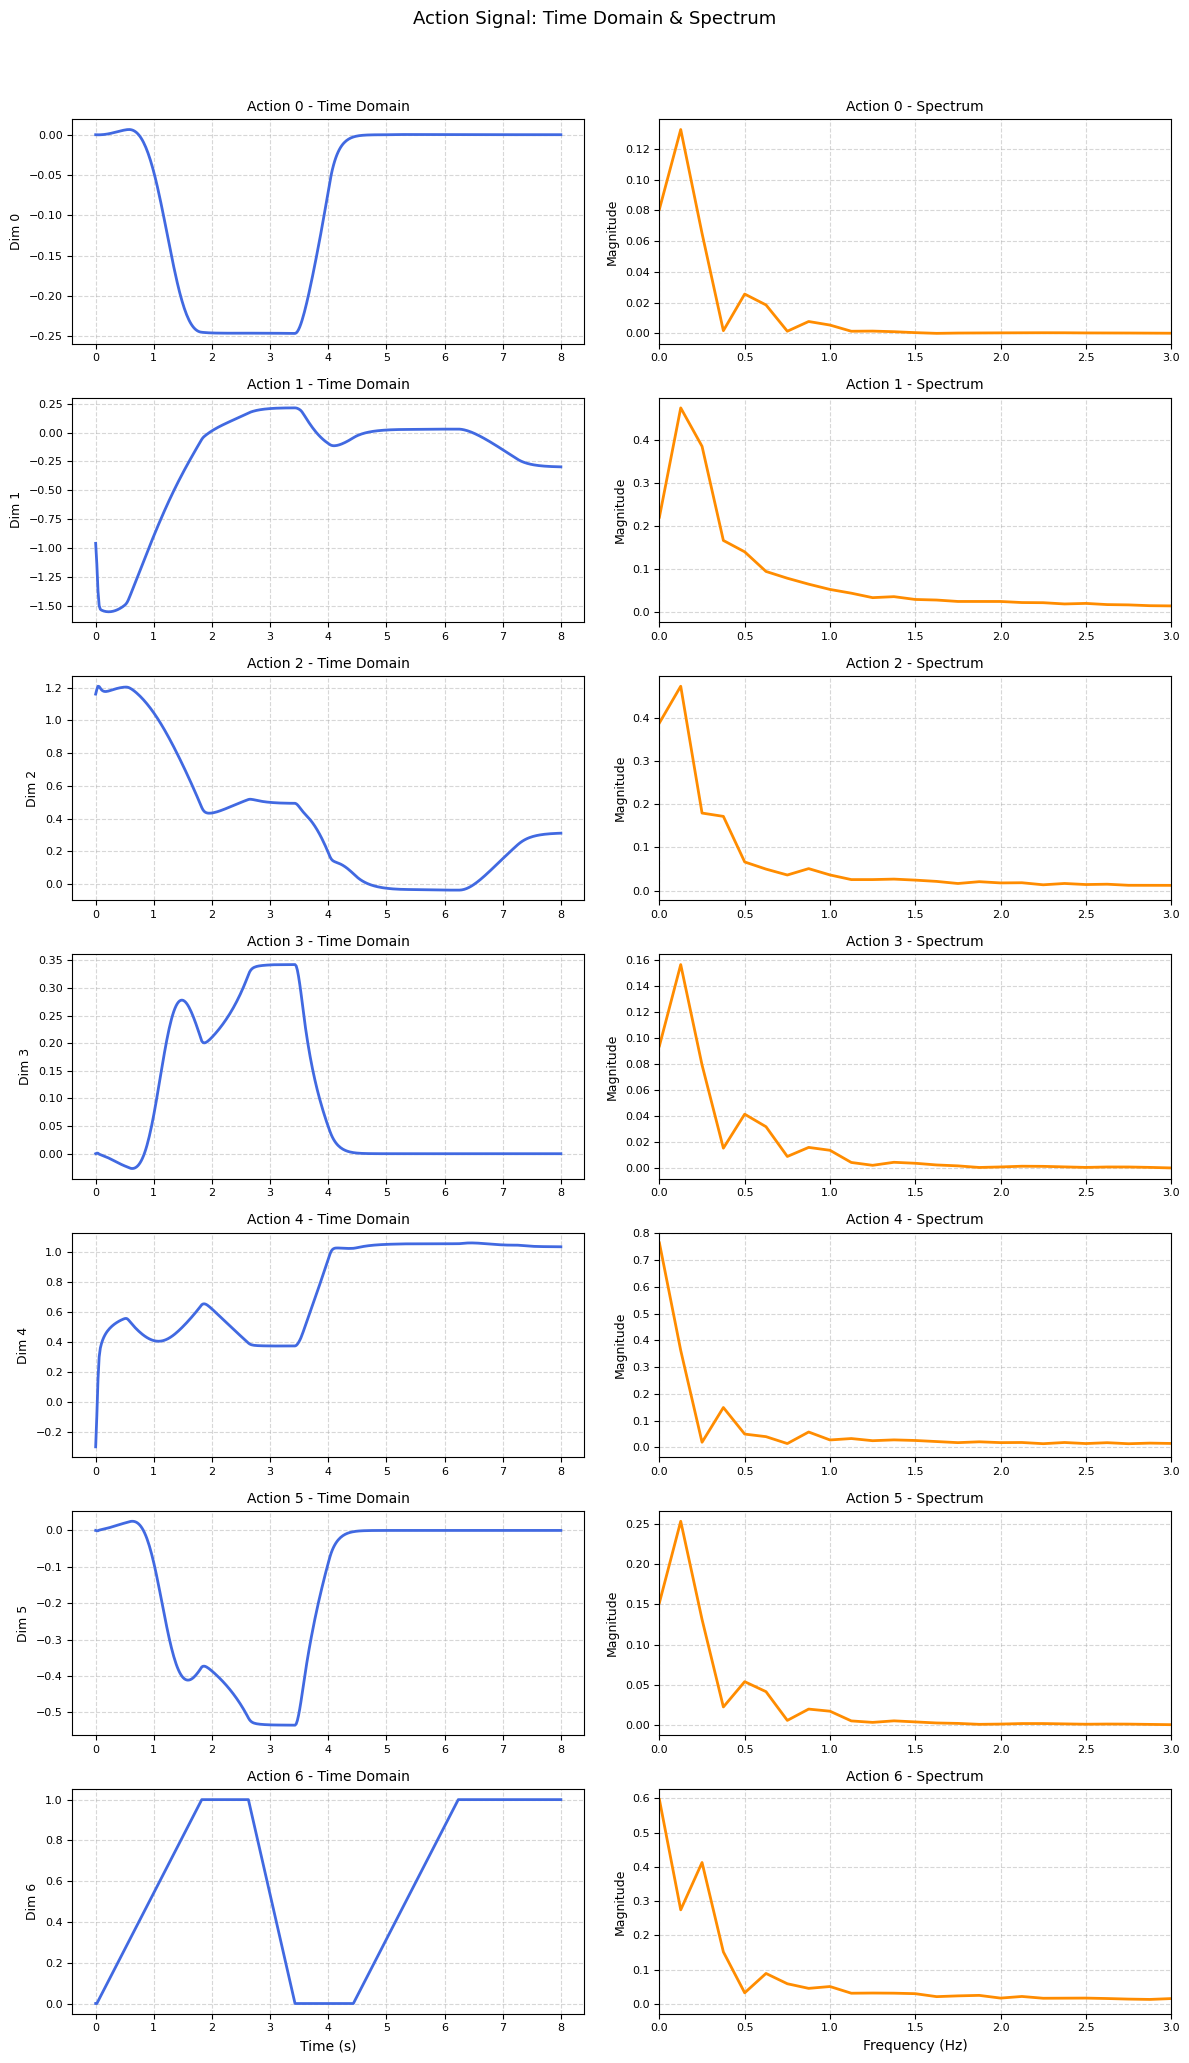 Action Signal: Time Domain & Spectrum
Action 0 - Time Domain
Dim 0
0.00
−0.05
−0.10
−0.15
−0.20
−0.25
0 1 2 3 4 5 6 7 8
Action 0 - Spectrum
Magnitude
0.12
0.10
0.08
0.06
0.04
0.02
0.00
0.0 0.5 1.0 1.5 2.0 2.5 3.0
Action 1 - Time Domain
Dim 1
0.25
0.00
−0.25
−0.50
−0.75
−1.00
−1.25
−1.50
0 1 2 3 4 5 6 7 8
Action 1 - Spectrum
Magnitude
0.4
0.3
0.2
0.1
0.0
0.0 0.5 1.0 1.5 2.0 2.5 3.0
Action 2 - Time Domain
Dim 2
1.2
1.0
0.8
0.6
0.4
0.2
0.0
0 1 2 3 4 5 6 7 8
Action 2 - Spectrum
Magnitude
0.4
0.3
0.2
0.1
0.0
0.0 0.5 1.0 1.5 2.0 2.5 3.0
Action 3 - Time Domain
Dim 3
0.35
0.30
0.25
0.20
0.15
0.10
0.05
0.00
0 1 2 3 4 5 6 7 8
Action 3 - Spectrum
Magnitude
0.16
0.14
0.12
0.10
0.08
0.06
0.04
0.02
0.00
0.0 0.5 1.0 1.5 2.0 2.5 3.0
Action 4 - Time Domain
Dim 4
1.0
0.8
0.6
0.4
0.2
0.0
−0.2
0 1 2 3 4 5 6 7 8
Action 4 - Spectrum
Magnitude
0.8
0.7
0.6
0.5
0.4
0.3
0.2
0.1
0.0
0.0 0.5 1.0 1.5 2.0 2.5 3.0
Action 5 - Time Domain
Dim 5
0.0
−0.1
−0.2
−0.3
−0.4
−0.5
0 1 2 3 4 5 6 7 8
Action 5 - Spectrum
Magnitude
0.25
0.20
0.15
0.10
0.05
0.00
0.0 0.5 1.0 1.5 2.0 2.5 3.0
Action 6 - Time Domain
Dim 6
1.0
0.8
0.6
0.4
0.2
0.0
0 1 2 3 4 5 6 7 8
Time (s)
Action 6 - Spectrum
Magnitude
0.6
0.5
0.4
0.3
0.2
0.1
0.0
0.0 0.5 1.0 1.5 2.0 2.5 3.0
Frequency (Hz)